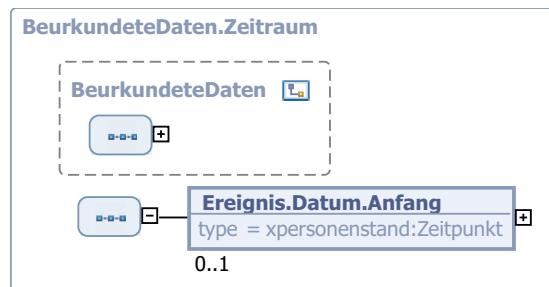 BeurkundeteDaten.Zeitraum
BeurkundeteDaten
Ereignis.Datum.Anfang
type = xpersonenstand:Zeitpunkt
0..1